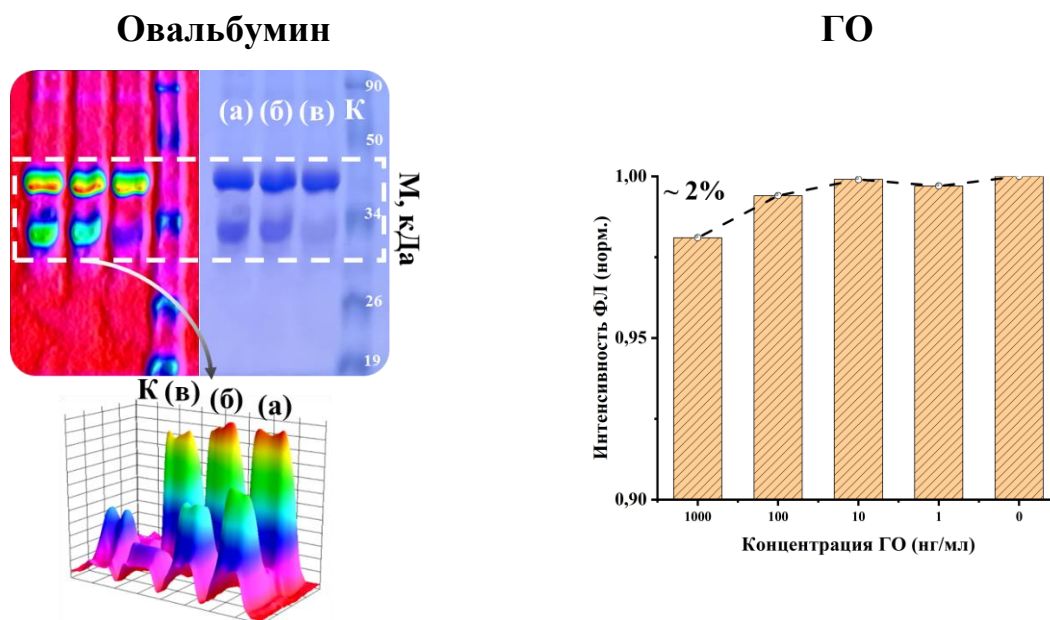 Овальбумин
(а) (б) (в) К
90
50
34
26
19
М, кДа
К (в) (б) (а)
ГО
Интенсивность ФЛ (норм.)
1,00
0,95
0,90
~ 2%
1000 100 10 1 0
Концентрация ГО (нг/мл)